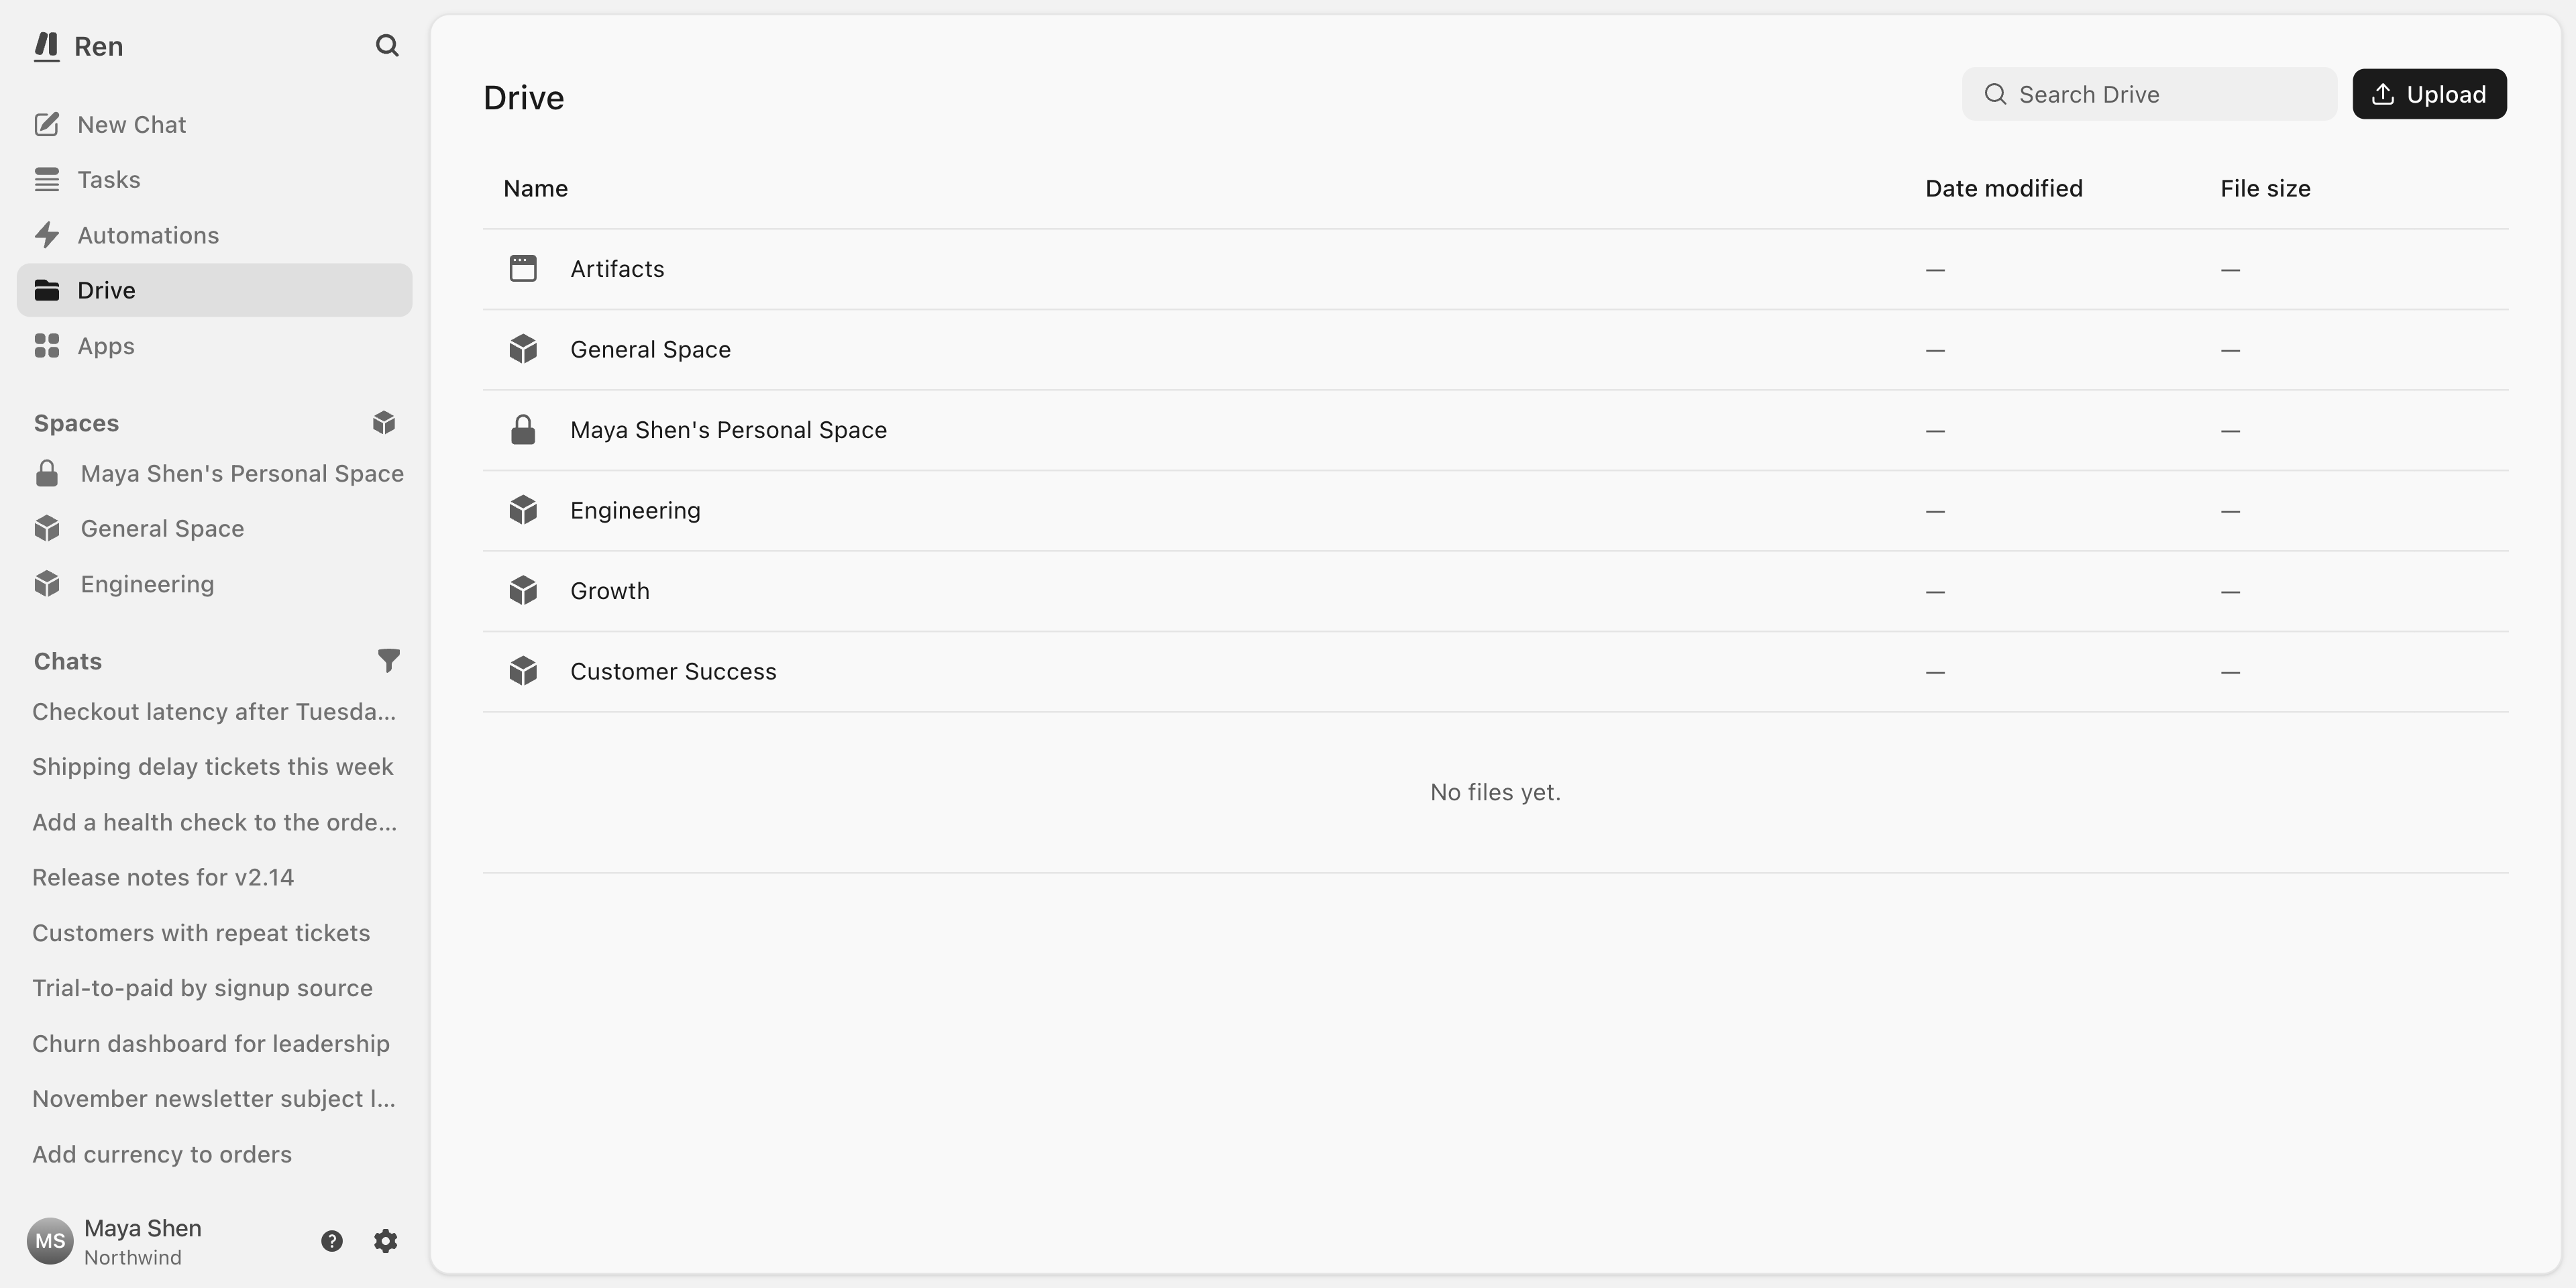 Ren
New Chat
Tasks
Automations
Drive
Apps
Spaces
Maya Shen's Personal Space
General Space
Engineering
Chats
Checkout latency after Tuesda...
Shipping delay tickets this week
Add a health check to the orde...
Release notes for v2.14
Customers with repeat tickets
Trial-to-paid by signup source
Churn dashboard for leadership
November newsletter subject l...
Add currency to orders
MS
Maya Shen
Northwind
Drive
Search Drive
Upload
Name Date modified File size
Artifacts — —
General Space — —
Maya Shen's Personal Space — —
Engineering — —
Growth — —
Customer Success — —
No files yet.